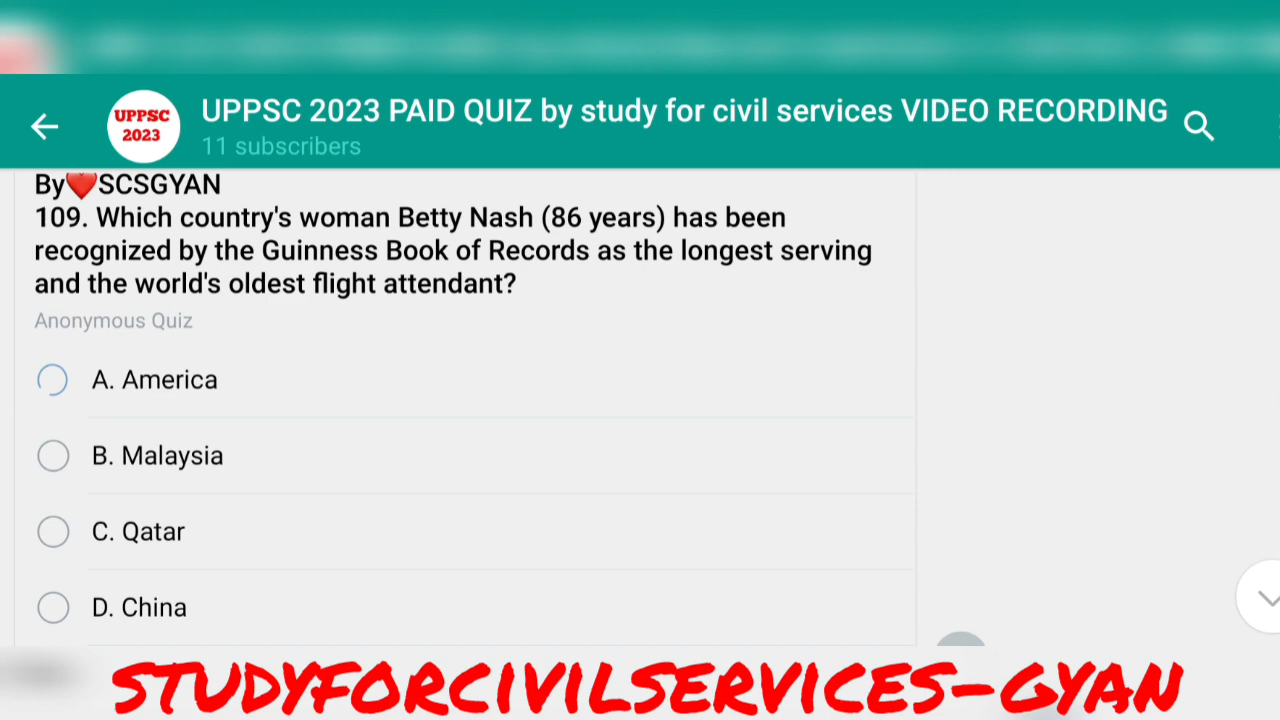 UPPSC
2023
UPPSC 2023 PAID QUIZ by study for civil services VIDEO RECORDING
11 subscribers
By❤️SCSGYAN
109. Which country's woman Betty Nash (86 years) has been
recognized by the Guinness Book of Records as the longest serving
and the world's oldest flight attendant?
Anonymous Quiz
A. America
B. Malaysia
C. Qatar
D. China
STUDYFORCIVILSERVICES-GYAN